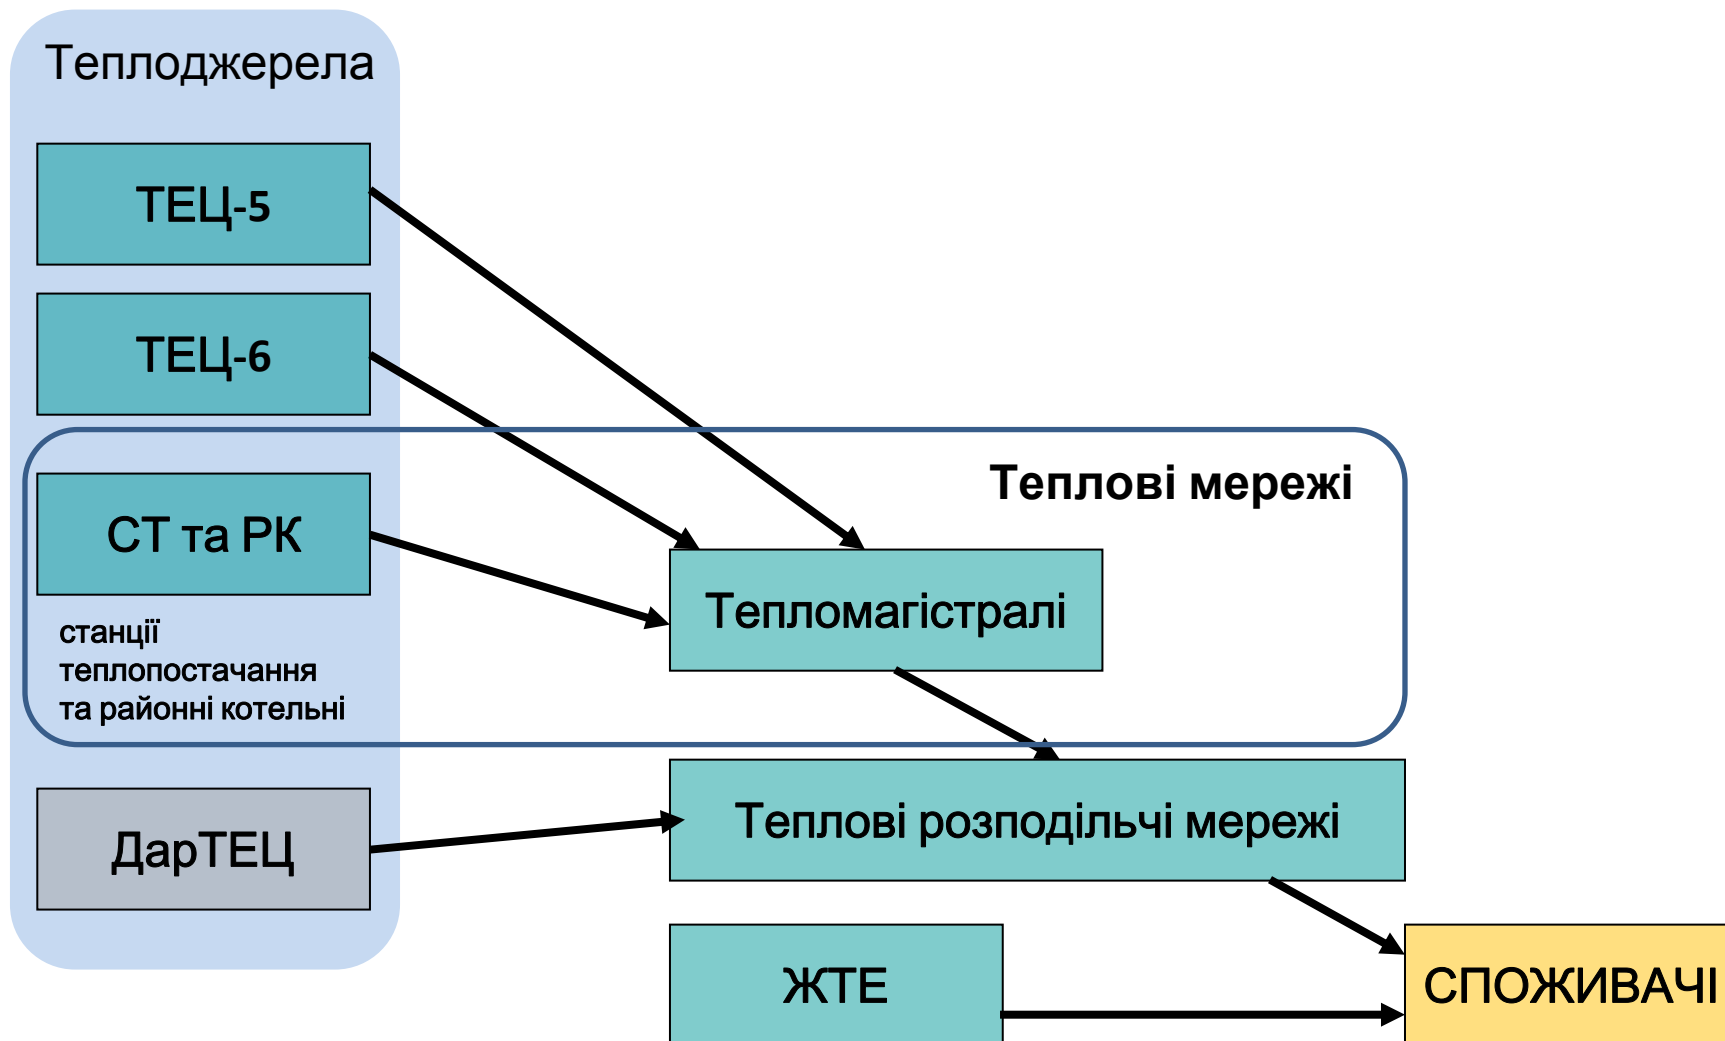 Теплоджерела
ТЕЦ-5
ТЕЦ-6
Теплові мережі
СТ та РК
Тепломагістралі
станції
теплопостачання
та районні котельні
Теплові розподільчі мережі
ДарТЕЦ
ЖТЕ
СПОЖИВАЧІ